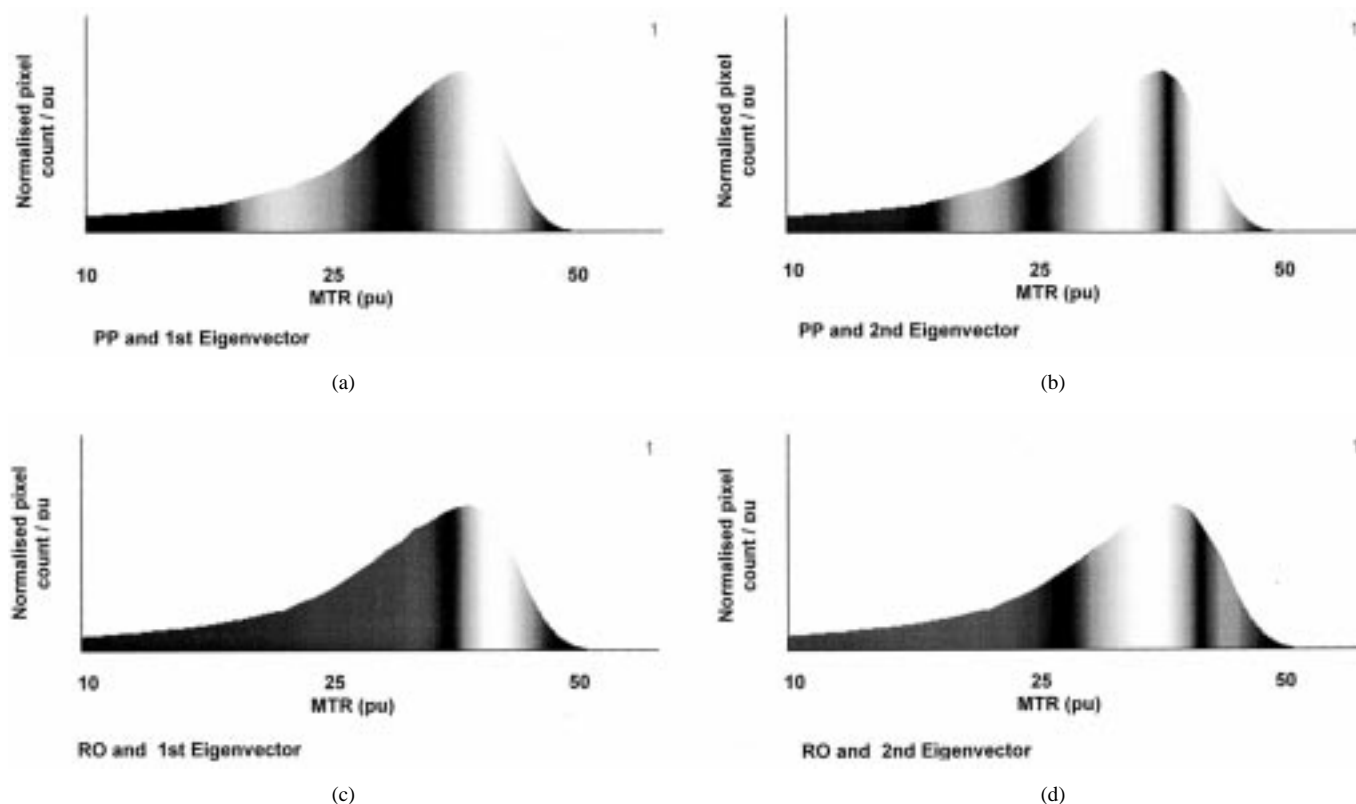 1
Normalised pixel
count / pu
10 25 50
MTR (pu)
PP and 1st Eigenvector
(a)
1
Normalised pixel
count / pu
10 25 50
MTR (pu)
PP and 2nd Eigenvector
(b)
1
Normalised pixel
count / pu
10 25 50
MTR (pu)
RO and 1st Eigenvector
(c)
1
Normalised pixel
count / pu
10 25 50
MTR (pu)
RO and 2nd Eigenvector
(d)